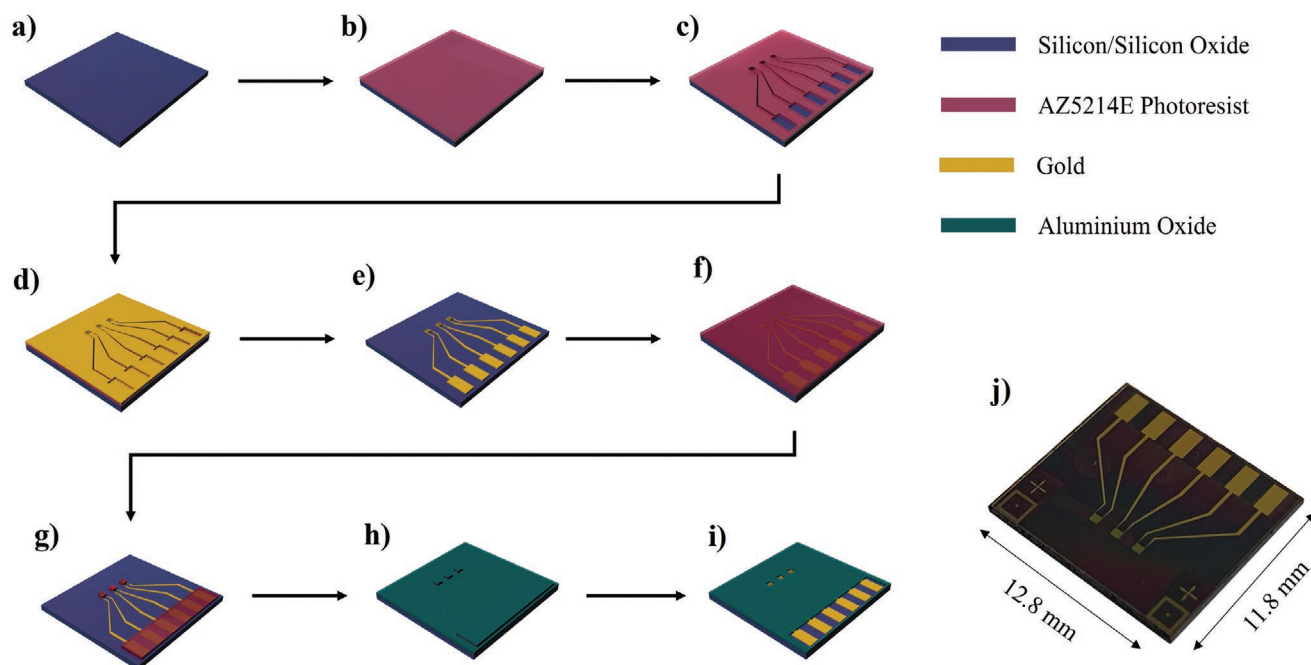 a)
b)
c)
Silicon/Silicon Oxide
AZ5214E Photoresist
Gold
Aluminium Oxide
d)
e)
f)
g)
h)
i)
j)
12.8 mm
11.8 mm